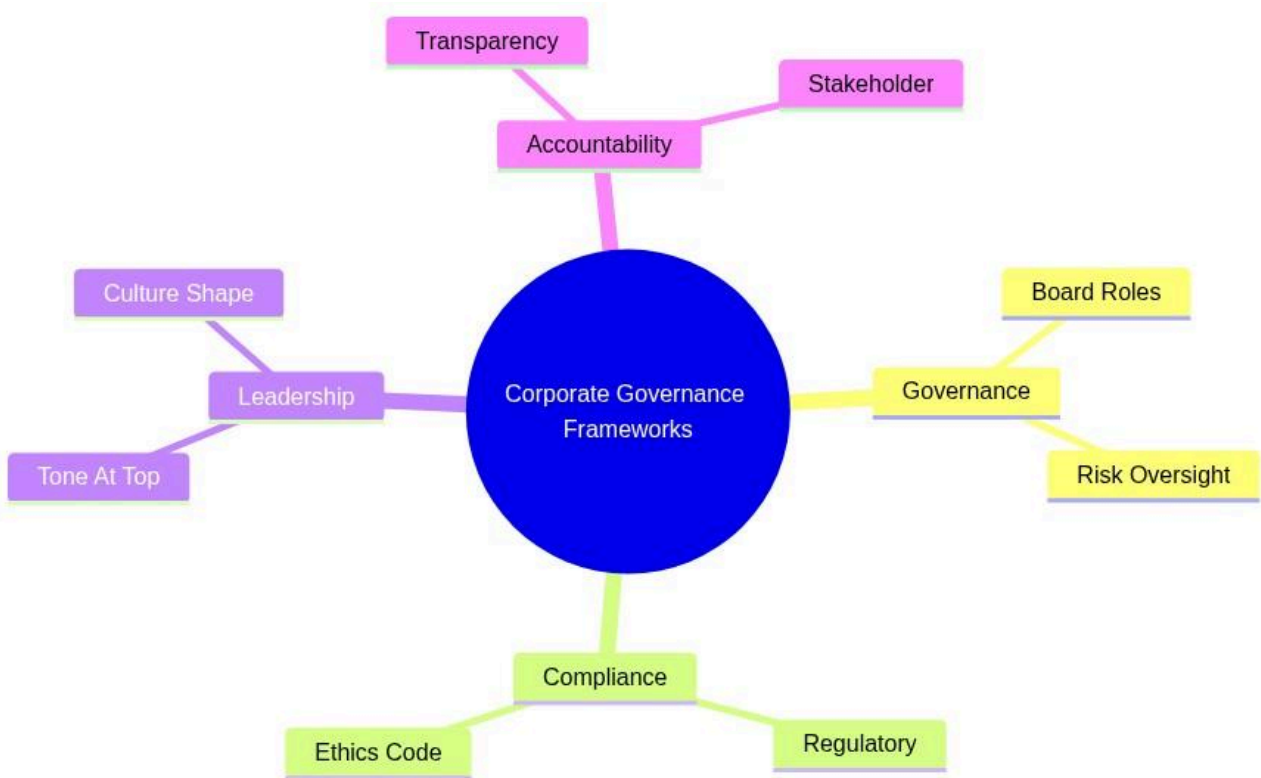 Transparency
Stakeholder
Accountability
Culture Shape
Board Roles
Leadership
Corporate Governance
Frameworks
Governance
Tone At Top
Risk Oversight
Compliance
Ethics Code
Regulatory